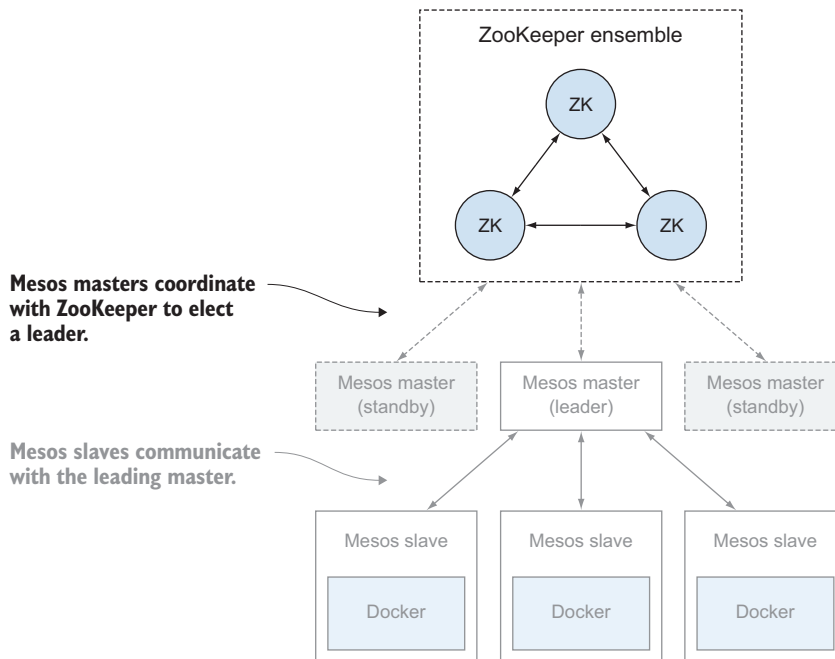 ZooKeeper ensemble
ZK
ZK
ZK
Mesos masters coordinate
with ZooKeeper to elect
a leader.
Mesos master
(standby)
Mesos master
(leader)
Mesos master
(standby)
Mesos slaves communicate
with the leading master.
Mesos slave
Mesos slave
Mesos slave
Docker
Docker
Docker